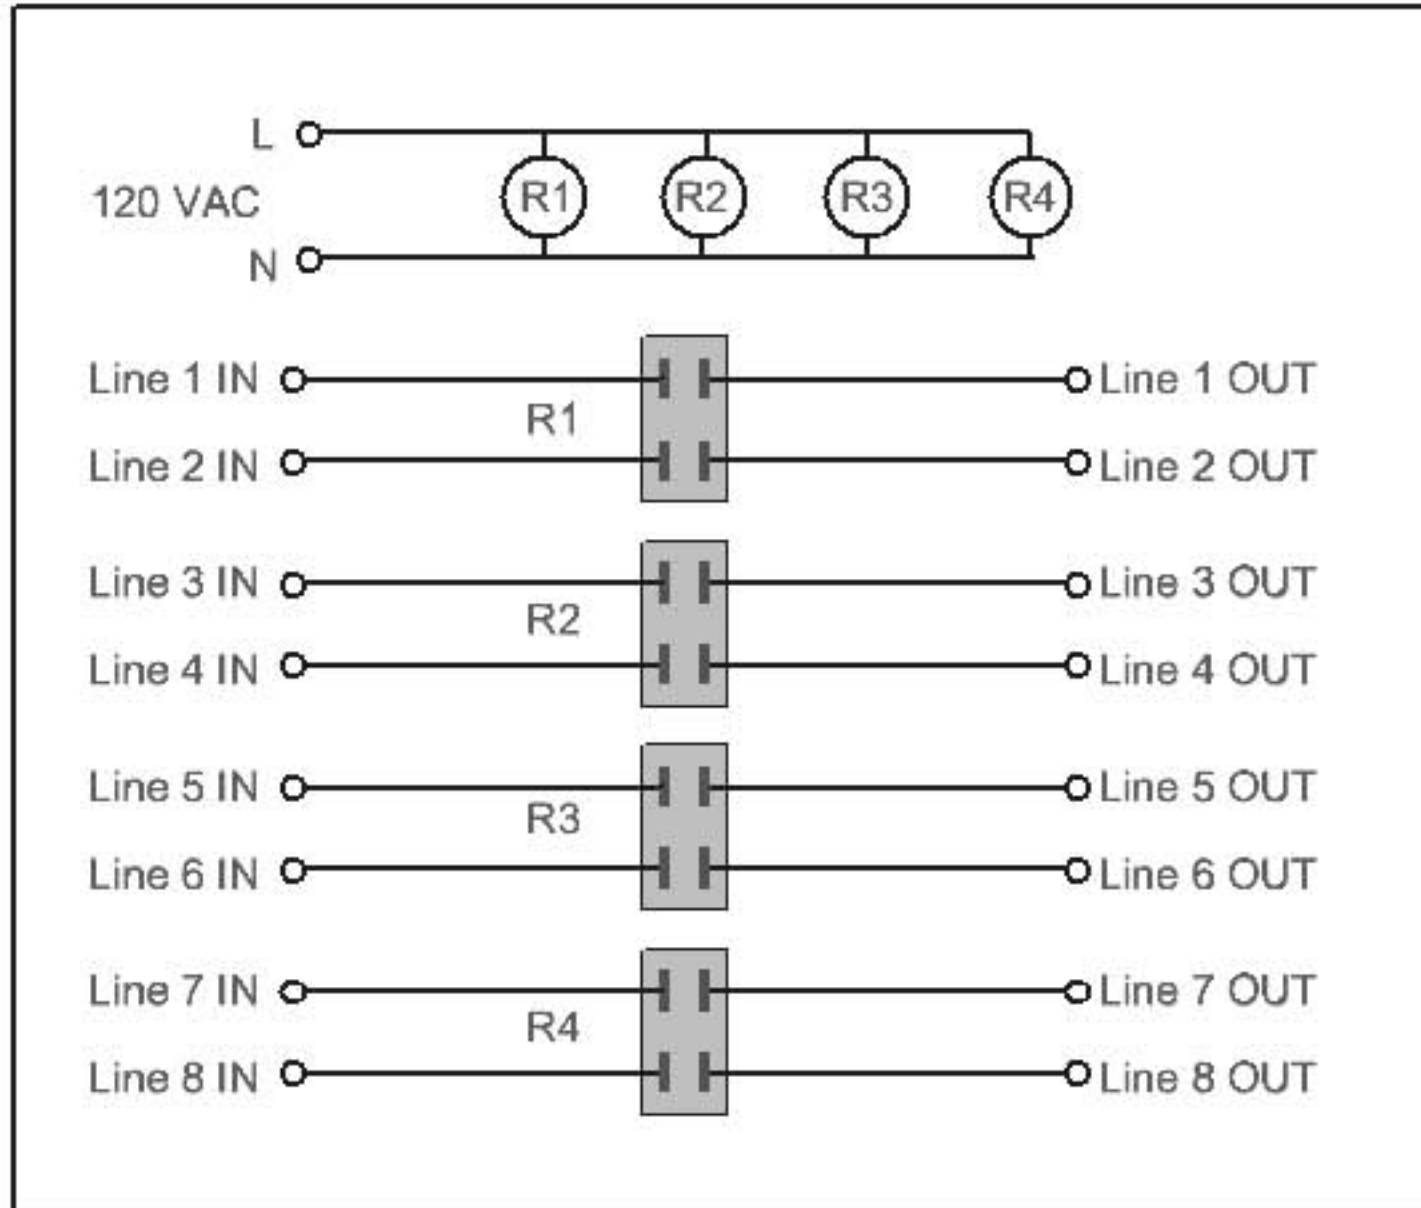 L
R1 R2 R3 R4
120 VAC
N
Line 1 IN Line 1 OUT
R1
Line 2 IN Line 2 OUT
Line 3 IN Line 3 OUT
R2
Line 4 IN Line 4 OUT
Line 5 IN Line 5 OUT
R3
Line 6 IN Line 6 OUT
Line 7 IN Line 7 OUT
R4
Line 8 IN Line 8 OUT